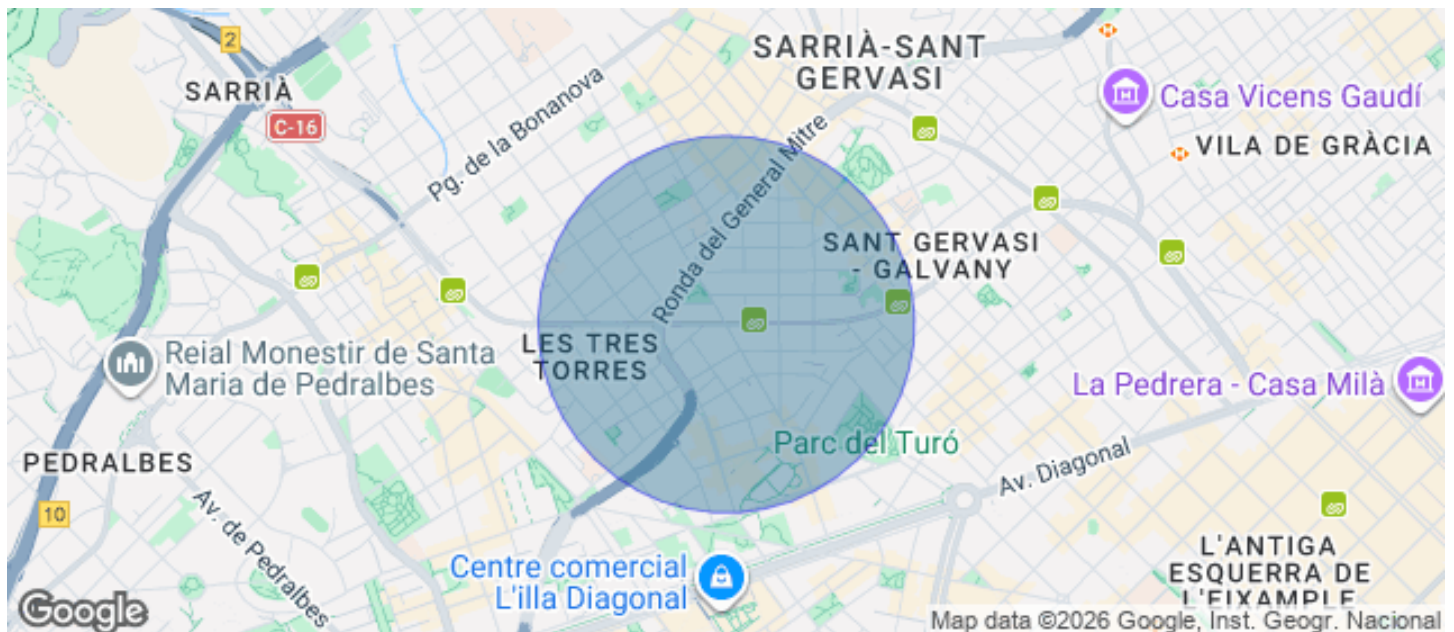 2
SARRIÀ
C-16
Pg. de la Bonanova
SARRIÀ-SANT
GERVASI
Casa Vicens Gaudí
VILA DE GRÀCIA
Ronda del General Mitre
SANT GERVASI
- GALVANY
LES TRES
TORRES
Reial Monestir de Santa
Maria de Pedralbes
La Pedrera - Casa Milà
PEDRALBES
Parc del Turó
Av. Diagonal
10
Av. de Pedralbes
Centre comercial
L'illa Diagonal
L'ANTIGA
ESQUERRA DE
L'EIXAMPLE
Google
Map data ©2026 Google, Inst. Geogr. Nacional